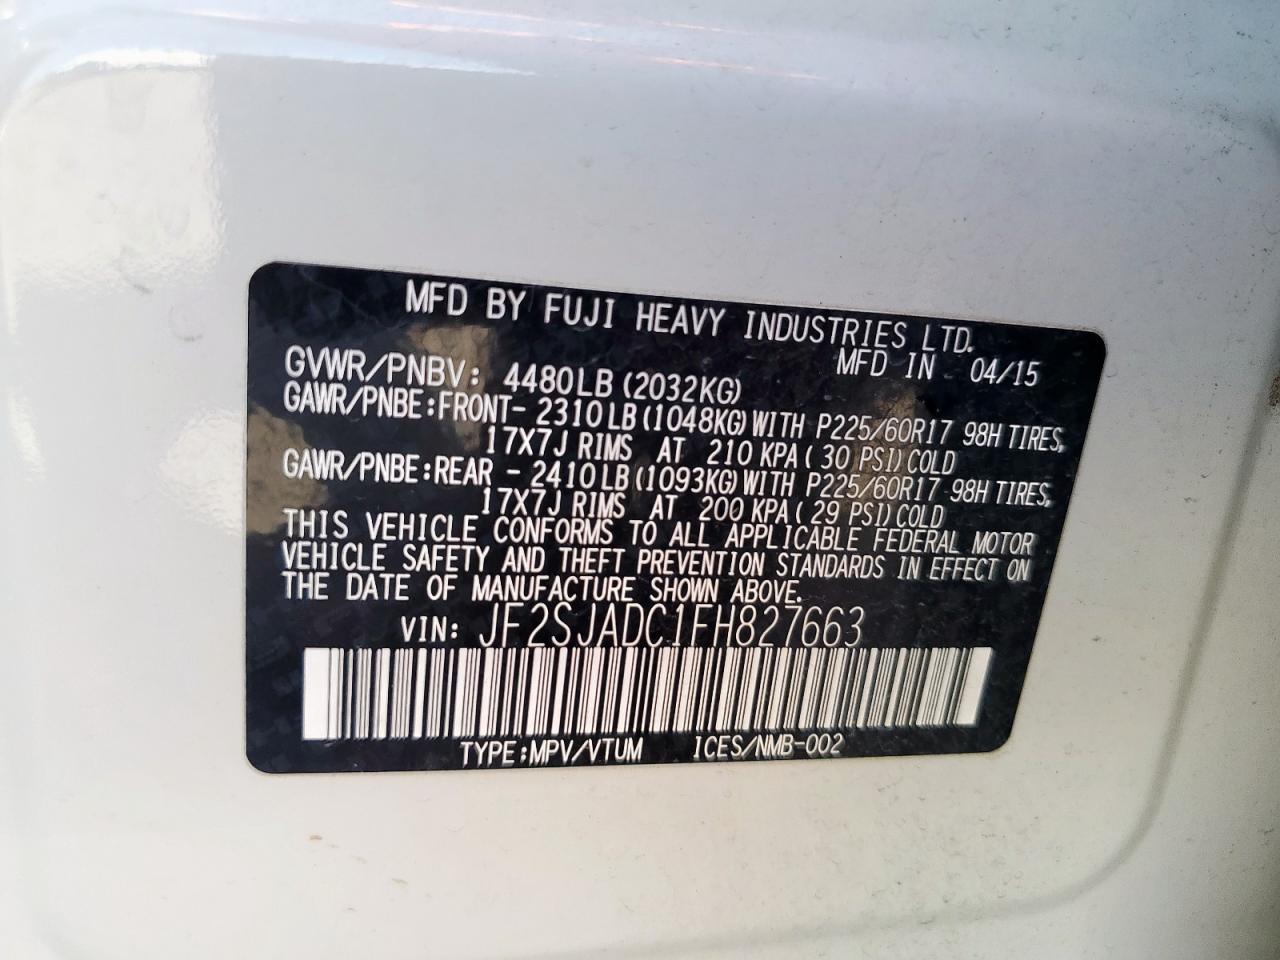 MFD BY FUJI HEAVY INDUSTRIES LTD.
MFD IN 04/15
GVWR/PNBV: 4480LB (2032KG)
GAWR/PNBE:FRONT- 2310LB (1048KG) WITH P225/60R17 98H TIRES,
17X7J RIMS AT 210 KPA ( 30 PSI) COLD
GAWR/PNBE:REAR - 2410LB (1093KG) WITH P225/60R17 98H TIRES,
17X7J RIMS AT 200 KPA ( 29 PSI) COLD
THIS VEHICLE CONFORMS TO ALL APPLICABLE FEDERAL MOTOR
VEHICLE SAFETY AND THEFT PREVENTION STANDARDS IN EFFECT ON
THE DATE OF MANUFACTURE SHOWN ABOVE.
VIN: JF2SJADC1FH827663
TYPE:MPV/VTUM ICES/NMB-002